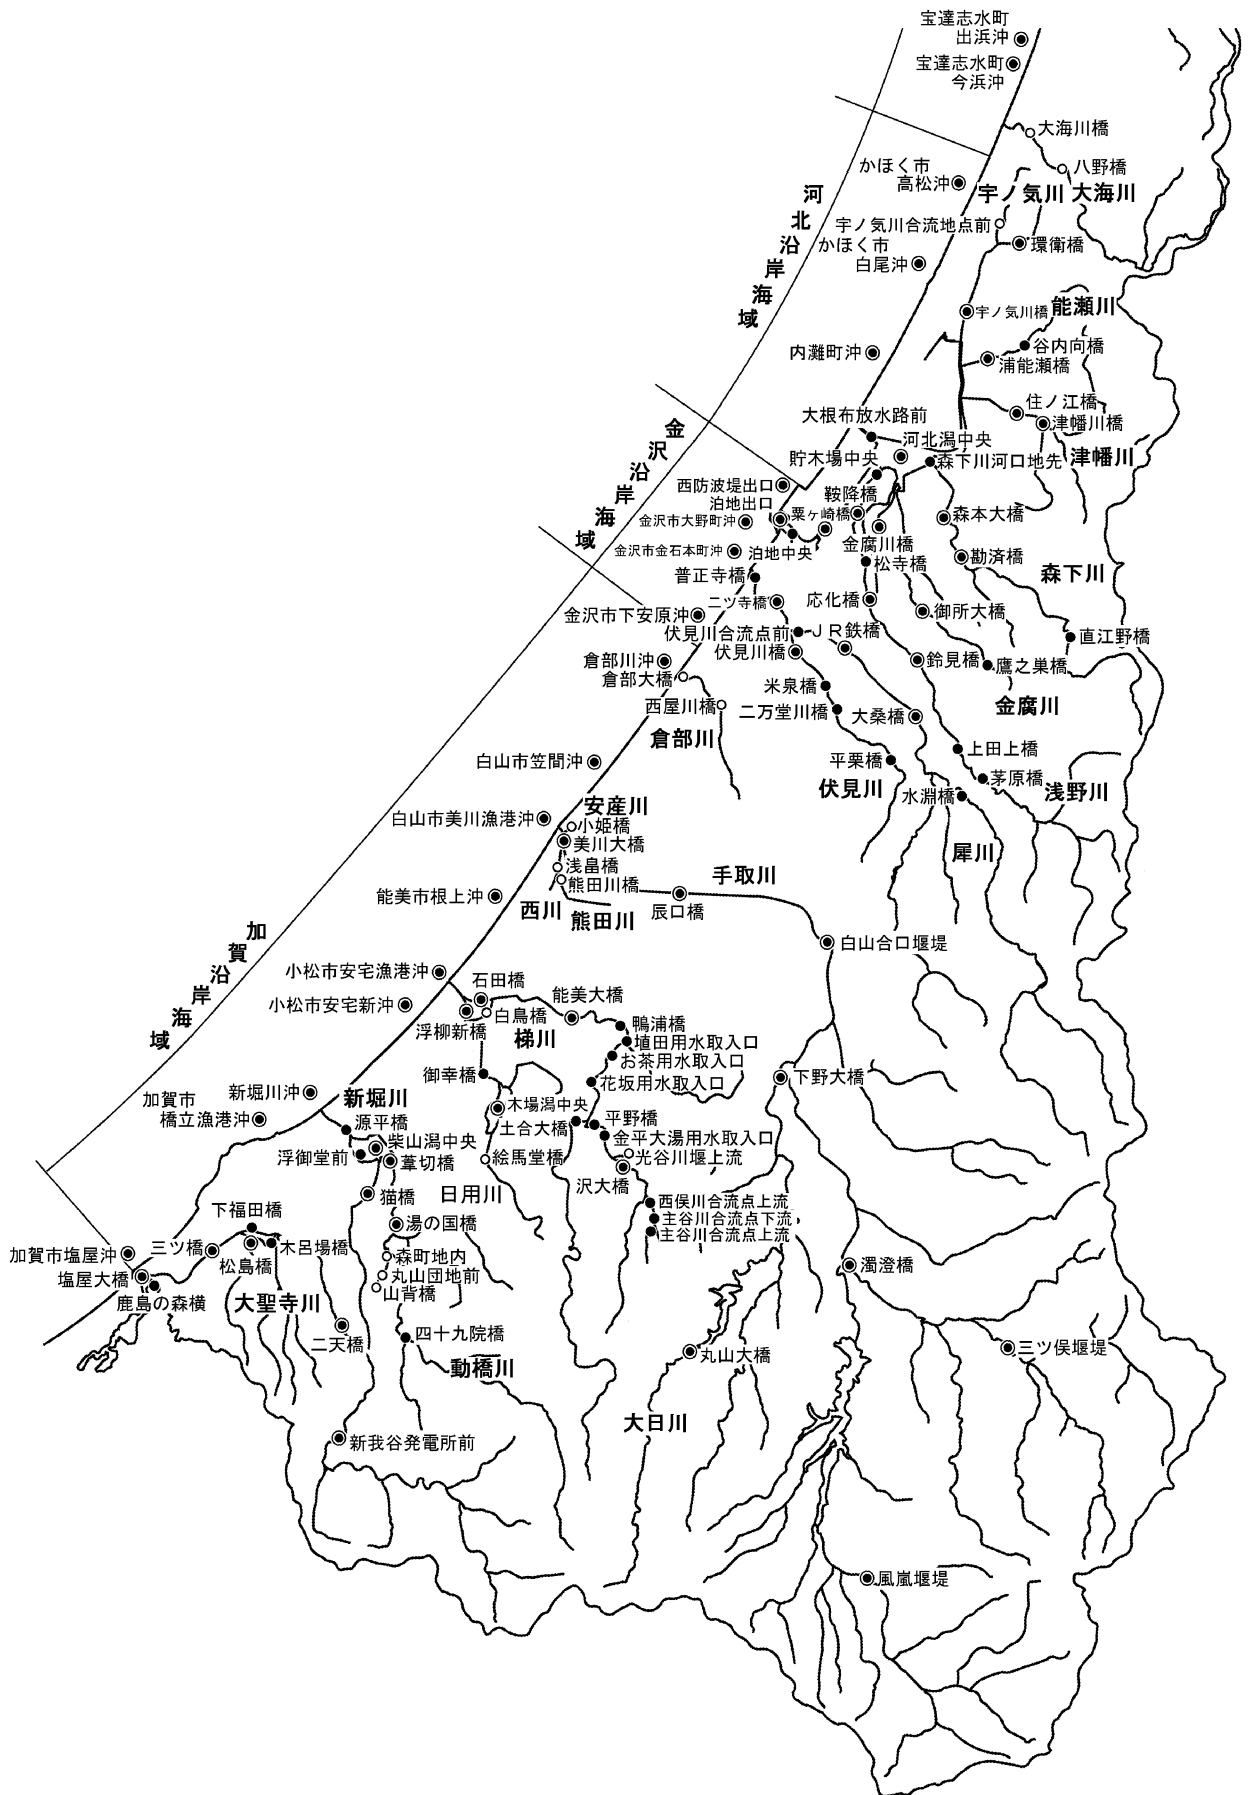 宝達志水町
出浜沖
宝達志水町
今浜沖
大海川橋
八野橋
かほく市
高松沖
宇ノ気川
大海川
宇ノ気川合流地点前
環衛橋
かほく市
白尾沖
河北沿岸海域
宇ノ気川橋
能瀬川
谷内向橋
浦能瀬橋
内灘町沖
住ノ江橋
津幡川橋
大根布放水路前
河北潟中央
津幡川
貯木場中央
森下川河口地先
金沢沿岸海域
西防波堤出口
泊地出口
鞍降橋
粟ヶ崎橋
金沢市大野町沖
森本大橋
金腐川橋
金沢市金石本町沖
泊地中央
松寺橋
勘済橋
森下川
普正寺橋
二ツ寺橋
応化橋
御所大橋
金沢市下安原沖
伏見川合流点前
JR鉄橋
直江野橋
伏見川橋
鈴見橋
鷹之巣橋
倉部川沖
倉部大橋
米泉橋
西屋川橋
二万堂川橋
大桑橋
金腐川
倉部川
上田上橋
平栗橋
茅原橋
白山市笠間沖
伏見川
水淵橋
浅野川
安産川
白山市美川漁港沖
小姫橋
美川大橋
犀川
浅畠橋
熊田川橋
手取川
能美市根上沖
西川
熊田川
辰口橋
加賀沿岸海域
白山合口堰堤
小松市安宅漁港沖
石田橋
能美大橋
小松市安宅新沖
白鳥橋
浮柳新橋
鴨浦橋
梯川
埴田用水取入口
お茶用水取入口
御幸橋
花坂用水取入口
下野大橋
新堀川沖
新堀川
加賀市
橋立漁港沖
木場潟中央
源平橋
土合大橋
平野橋
金平大湯用水取入口
柴山潟中央
浮御堂前
葦切橋
絵馬堂橋
光谷川堰上流
沢大橋
猫橋
日用川
西俣川合流点上流
下福田橋
湯の国橋
主谷川合流点下流
主谷川合流点上流
加賀市塩屋沖
三ツ橋
木呂場橋
松島橋
森町地内
濁澄橋
塩屋大橋
丸山団地前
山背橋
鹿島の森横
大聖寺川
二天橋
四十九院橋
三ツ俣堰堤
丸山大橋
動橋川
大日川
新我谷発電所前
風嵐堰堤